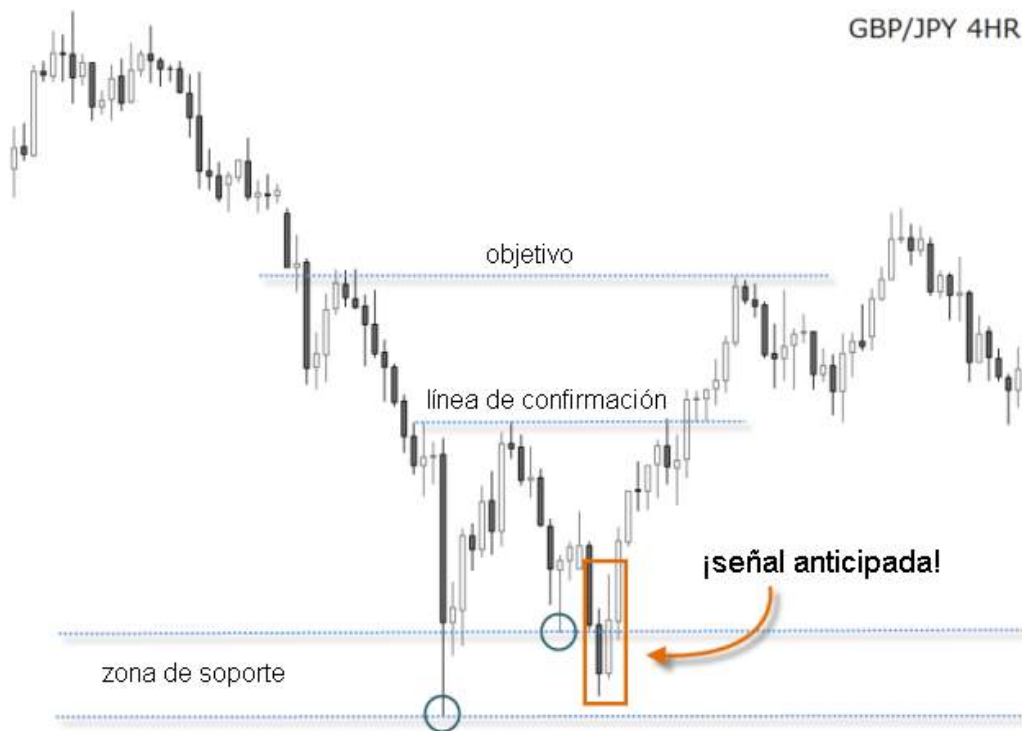 GBP/JPY 4HR
objetivo
línea de confirmación
¡señal anticipada!
zona de soporte